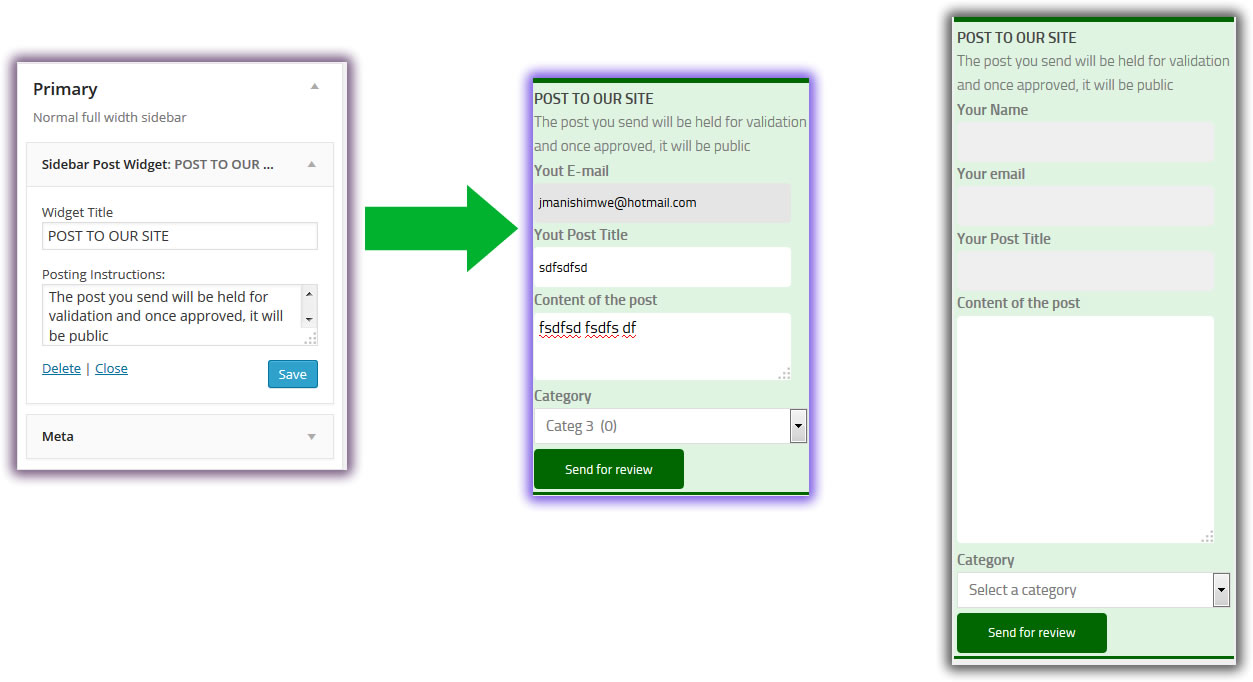 Primary
Normal full width sidebar
Sidebar Post Widget: POST TO OUR ...
Widget Title
POST TO OUR SITE
Posting Instructions:
The post you send will be held for
validation and once approved, it will
be public
Delete | Close
Save
Meta
POST TO OUR SITE
The post you send will be held for validation
and once approved, it will be public
Yout E-mail
jmanishimwe@hotmail.com
Yout Post Title
sdfsdfsd
Content of the post
fsdfsd fsdfs df
Category
Categ 3 (0)
Send for review
POST TO OUR SITE
The post you send will be held for validation
and once approved, it will be public
Your Name
Your email
Your Post Title
Content of the post
Category
Select a category
Send for review